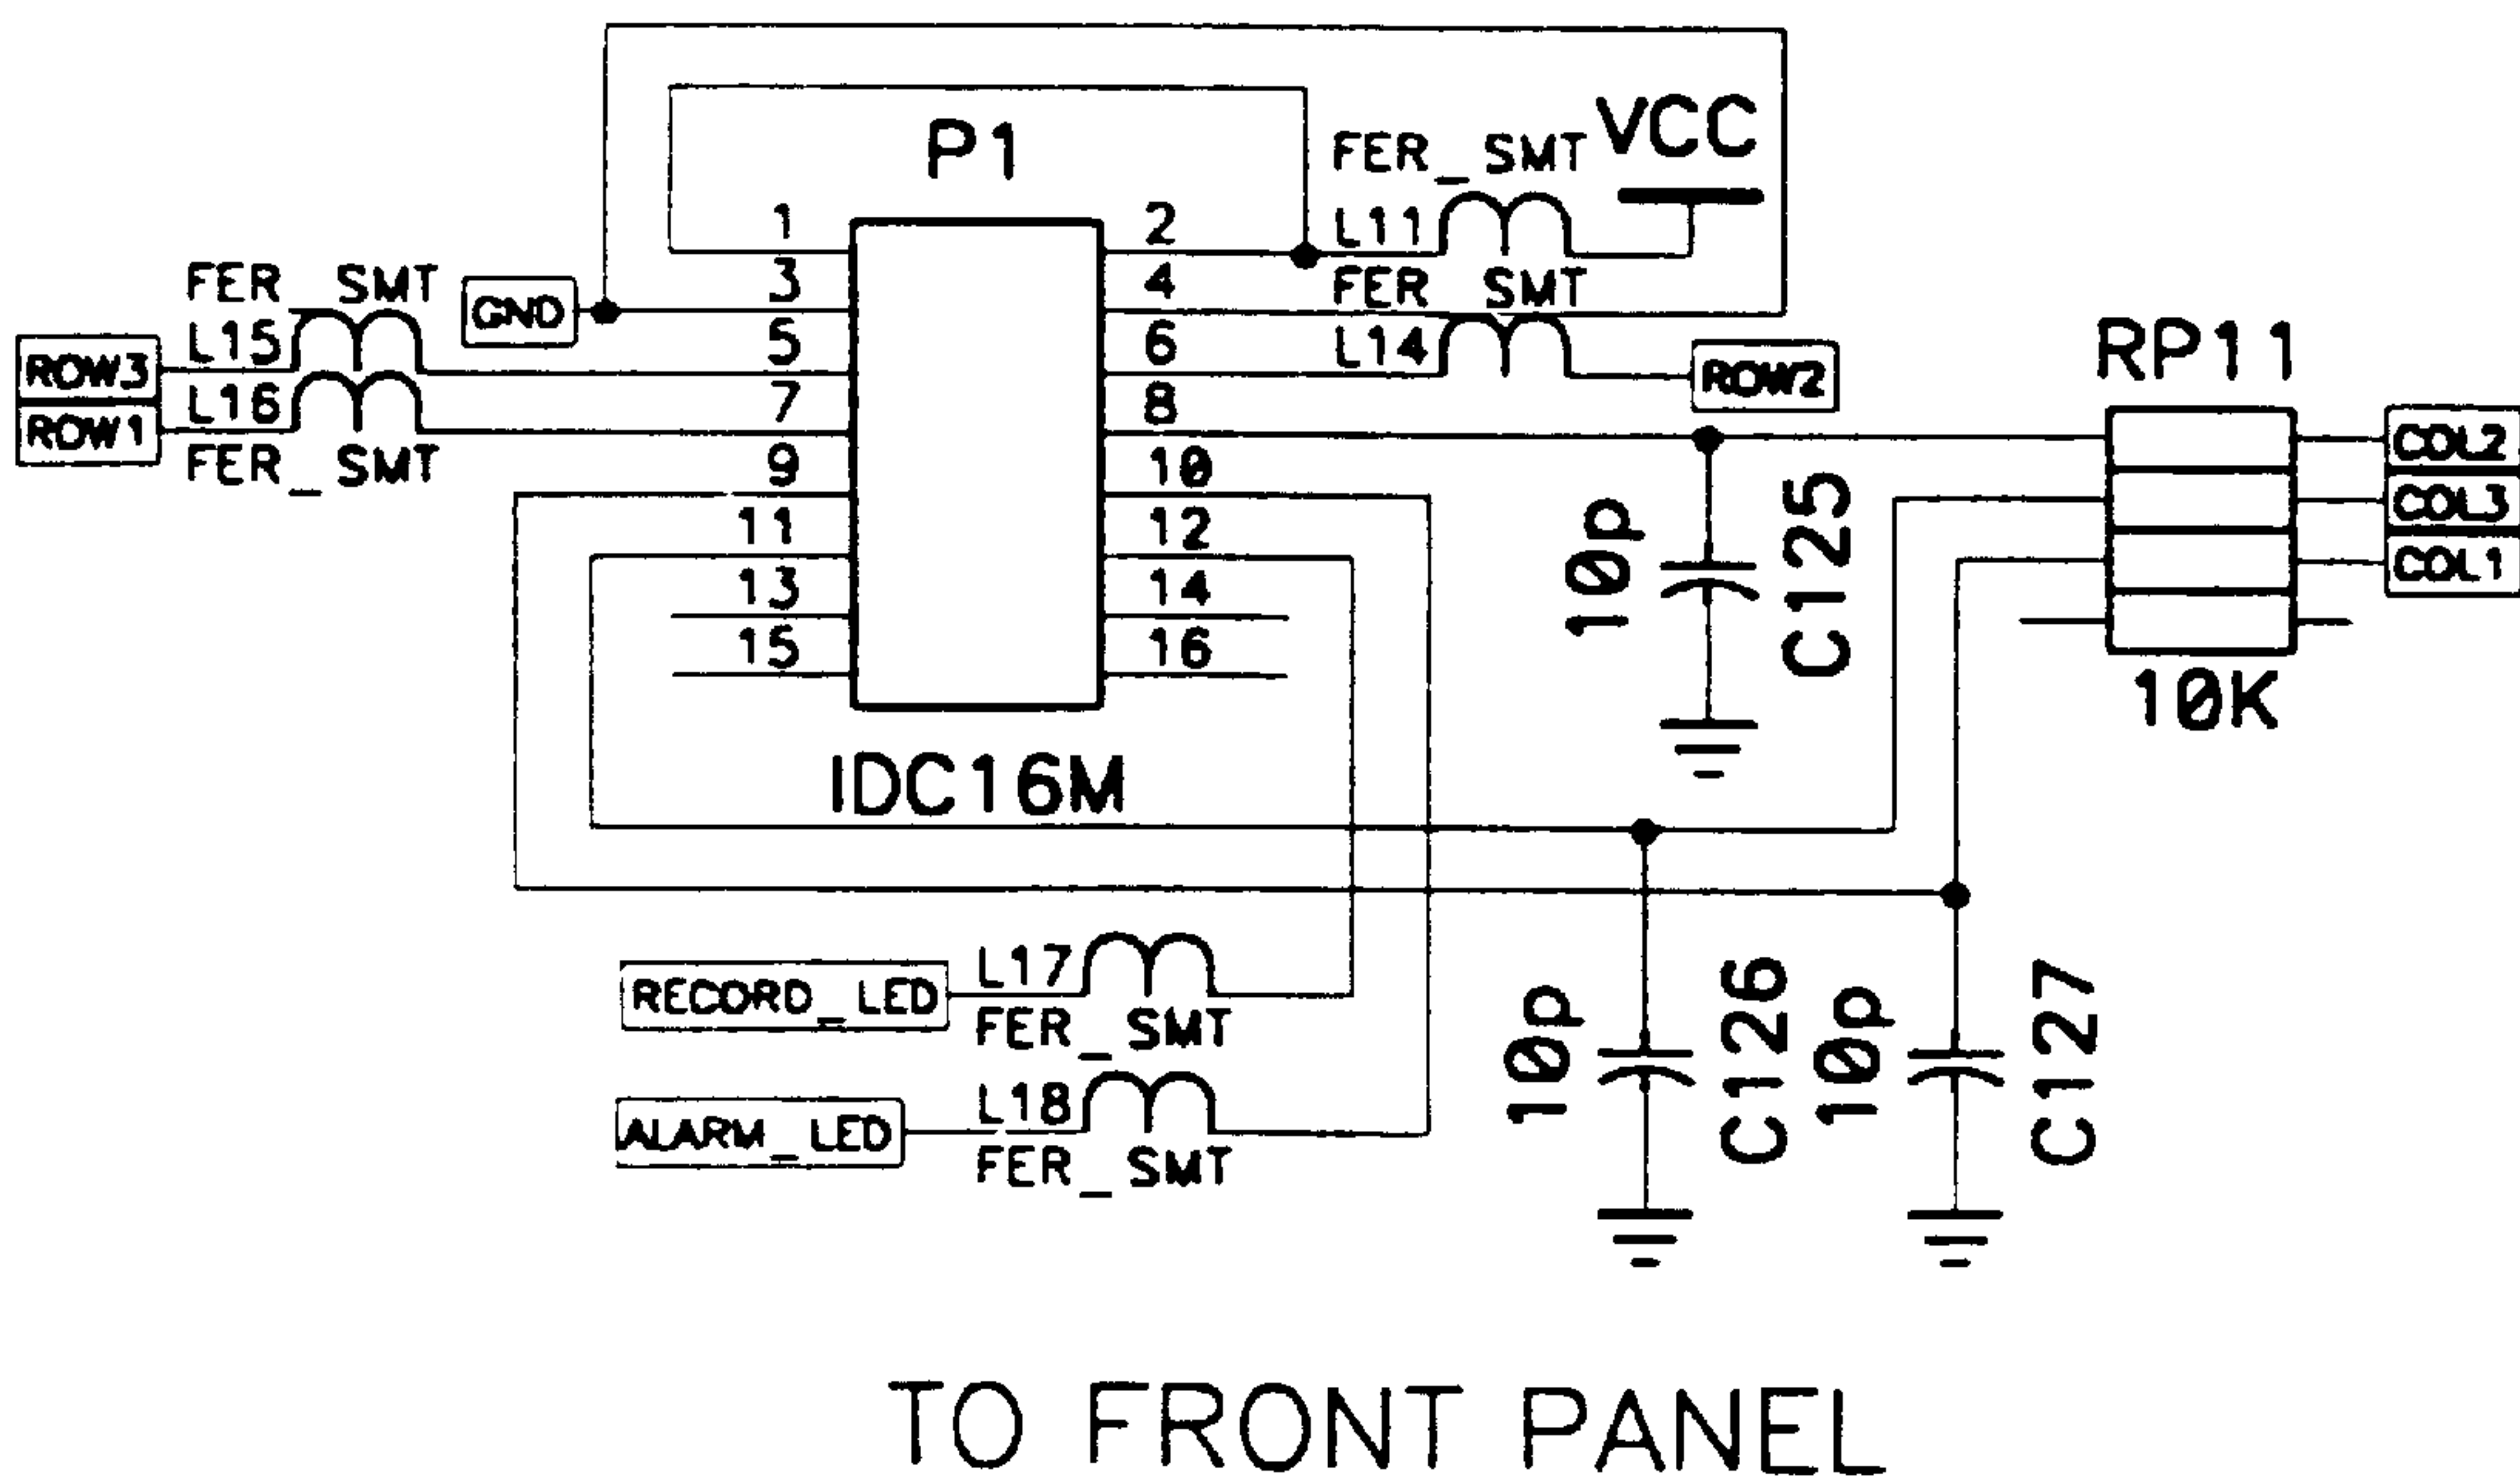 P1
FER_SMT VCC
1 2 L11
FER_SMT GND 3 4 FER_SMT
ROW3 L15 5 6 L14 ROW2 RP11
ROW1 L16 7 8
FER_SMT 9 10 COL2
11 12 COL3
13 14 10p C125 COL1
15 16
10K
IDC16M
RECORD_LED L17
FER_SMT
ALARM_LED L18 10p C126 10p C127
FER_SMT
TO FRONT PANEL